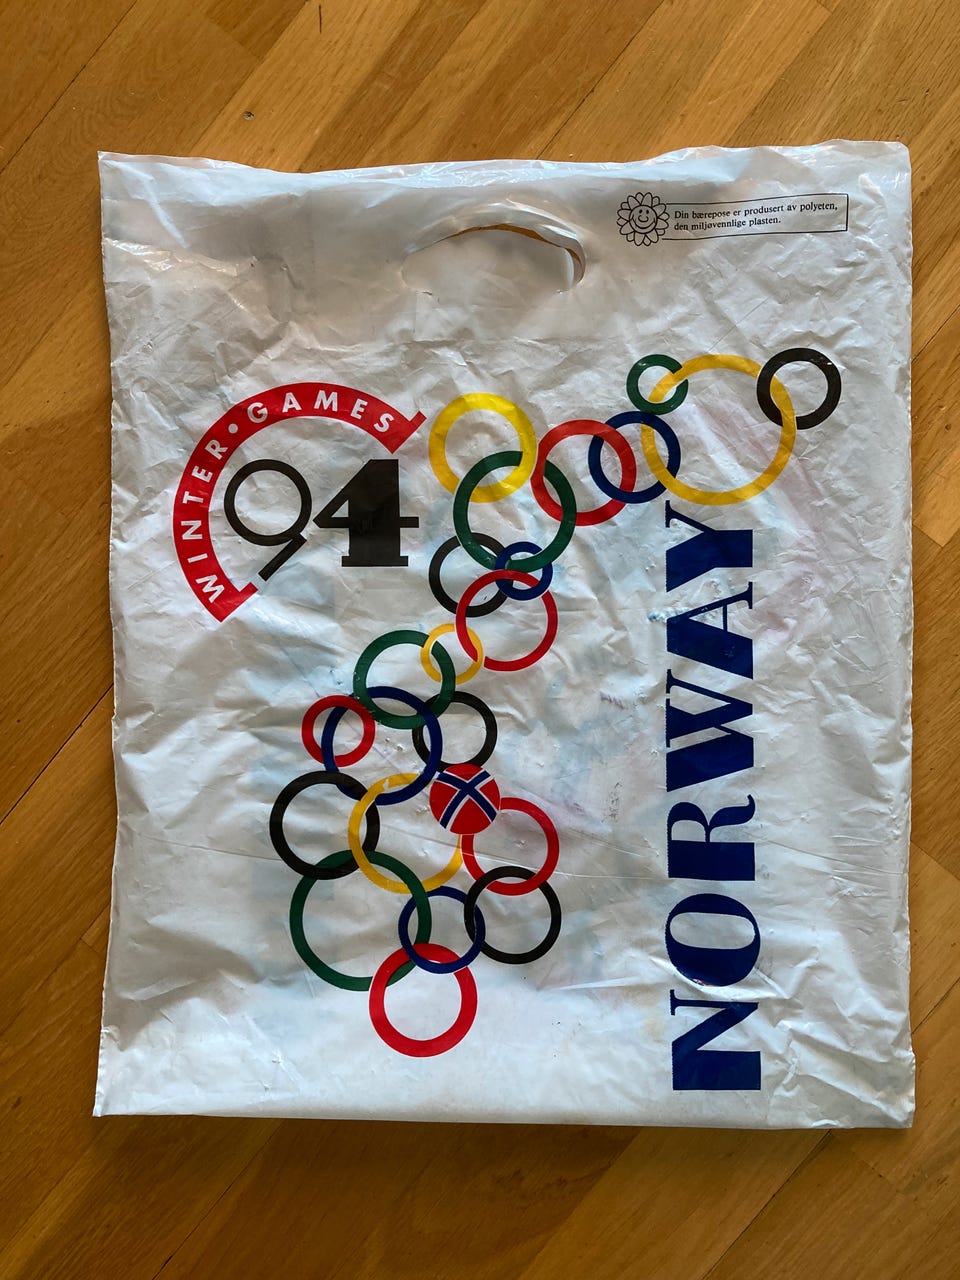 Din bærepose er produsert av polyeten,
den miljøvennlige plasten.
WINTER•GAMES
94
NORWAY